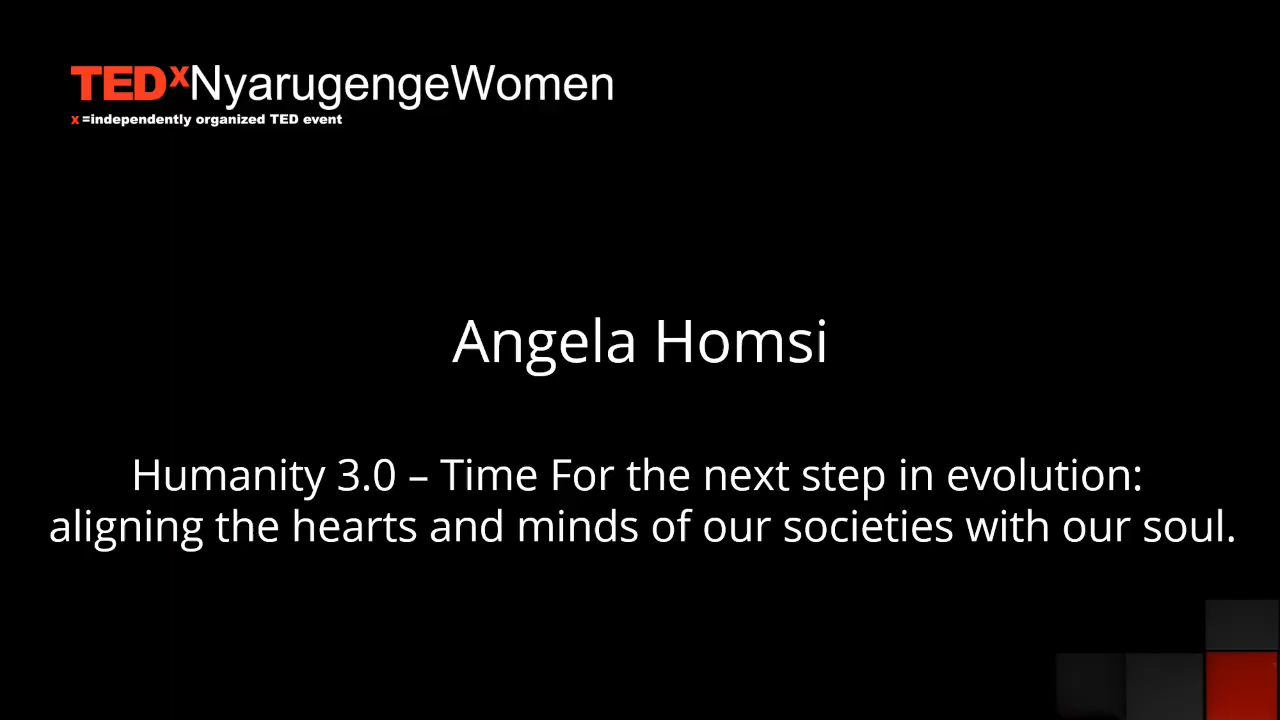 TEDxNyarugengeWomen
x =independently organized TED event
Angela Homsi
Humanity 3.0 – Time For the next step in evolution:
aligning the hearts and minds of our societies with our soul.